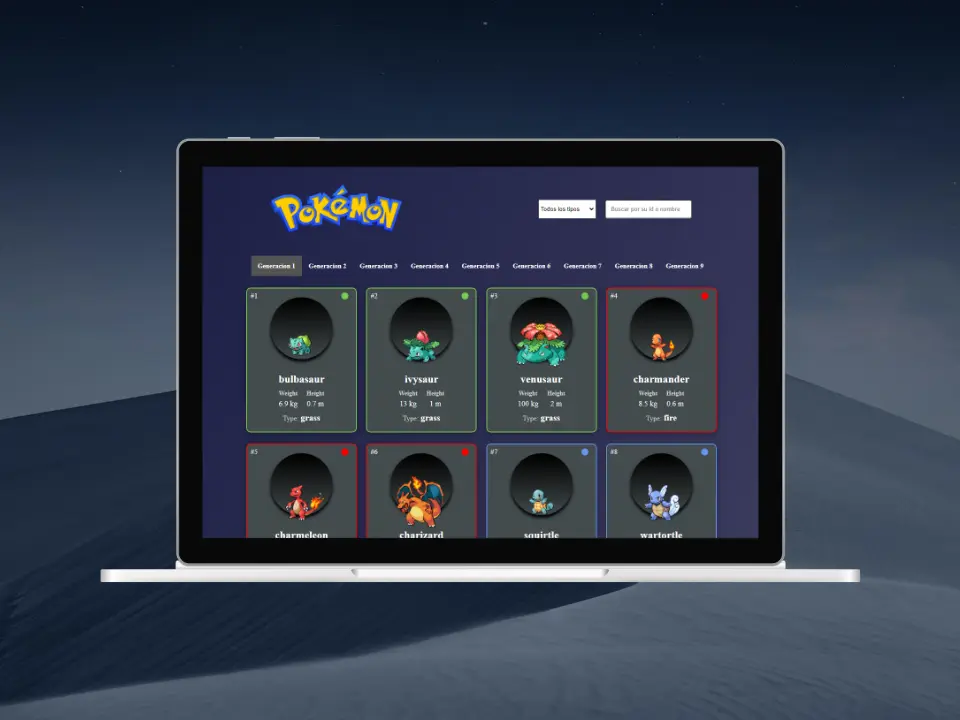 POKéMON
Todos los tipos
Buscar por su id o nombre
Generacion 1 Generacion 2 Generacion 3 Generacion 4 Generacion 5 Generacion 6 Generacion 7 Generacion 8 Generacion 9
#1 #2 #3 #4
bulbasaur ivysaur venusaur charmander
Weight Height Weight Height Weight Height Weight Height
6.9 kg 0.7 m 13 kg 1 m 100 kg 2 m 8.5 kg 0.6 m
Type: grass Type: grass Type: grass Type: fire
#5 #6 #7 #8
charmeleon charizard squirtle wartortle